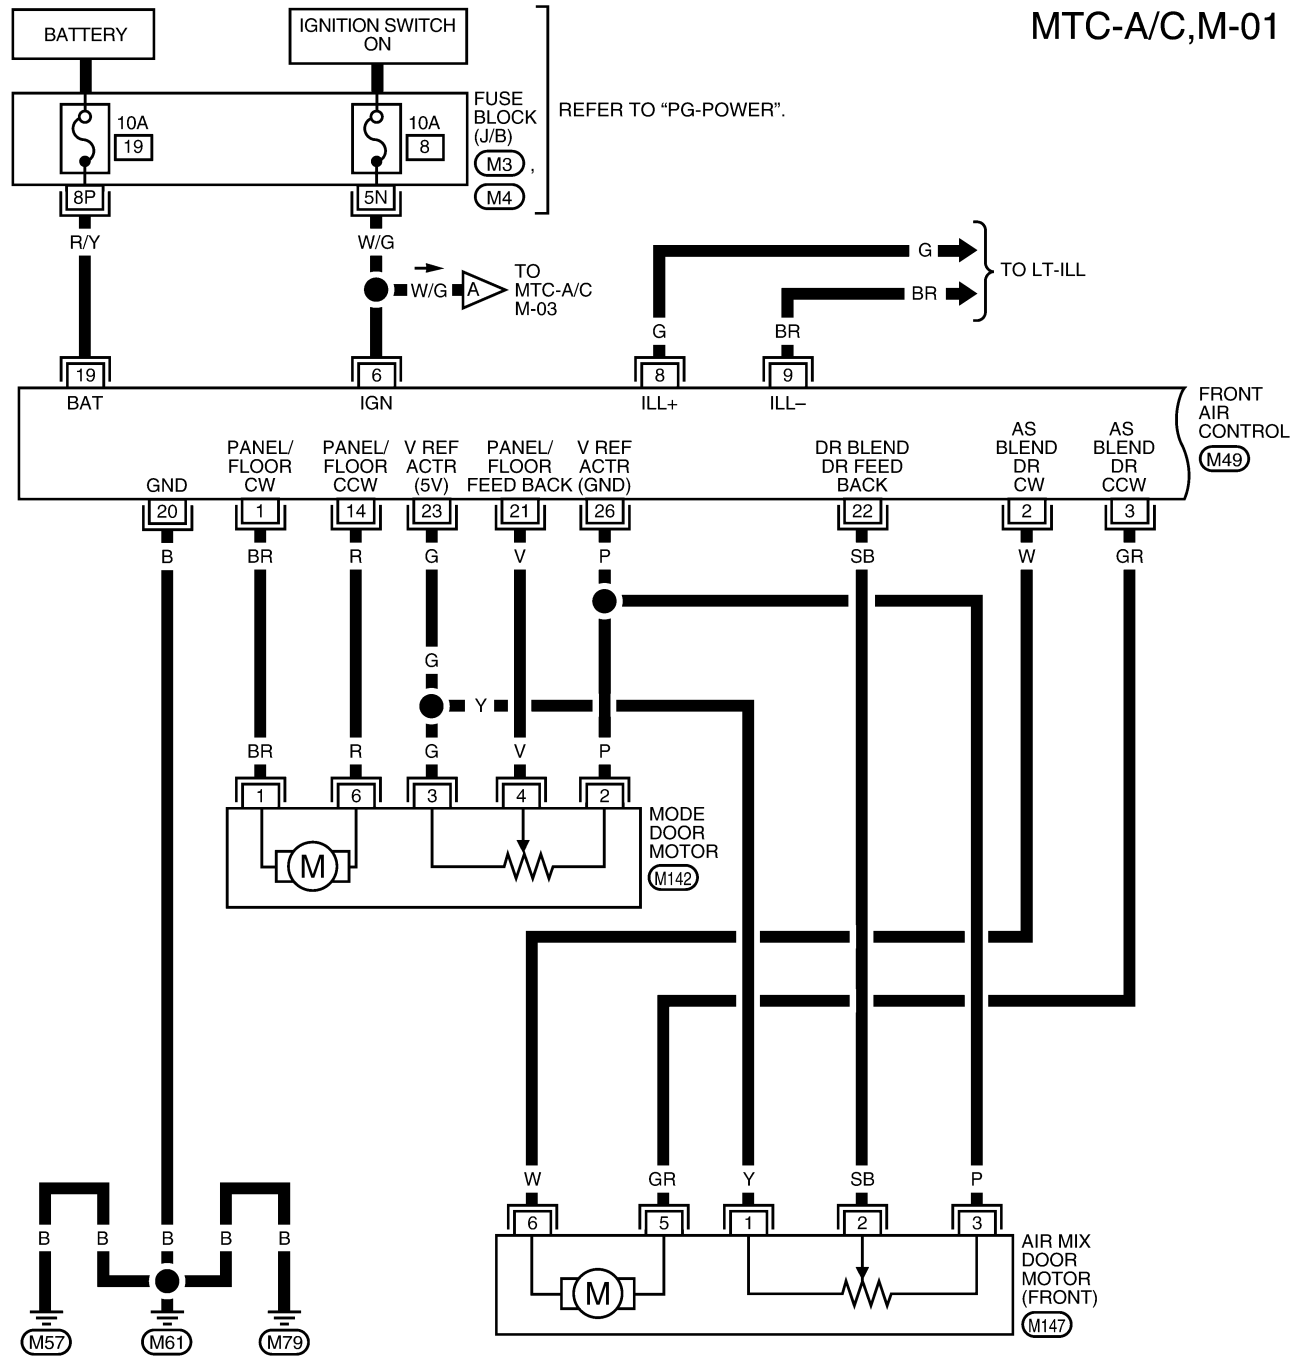 MTC-A/C,M-01
BATTERY
IGNITION SWITCH
ON
FUSE
BLOCK
(J/B)
M3 ,
M4
REFER TO “PG-POWER”.
10A
19
10A
8
8P
5N
R/Y
W/G
W/G
A
TO
MTC-A/C
M-03
G
BR
TO LT-ILL
G
BR
19
6
8
9
BAT
IGN
ILL+
ILL–
FRONT
AIR
CONTROL
M49
GND
PANEL/
FLOOR
CW
PANEL/
FLOOR
CCW
V REF
ACTR
(5V)
PANEL/
FLOOR
FEED BACK
V REF
ACTR
(GND)
DR BLEND
DR FEED
BACK
AS
BLEND
DR
CW
AS
BLEND
DR
CCW
20
1
14
23
21
26
22
2
3
B
BR
R
G
V
P
SB
W
GR
G
Y
BR
R
G
V
P
1
6
3
4
2
M
MODE
DOOR
MOTOR
M142
W
GR
Y
SB
P
6
5
1
2
3
M
AIR MIX
DOOR
MOTOR
(FRONT)
M147
B
B
B
B
B
M57
M61
M79